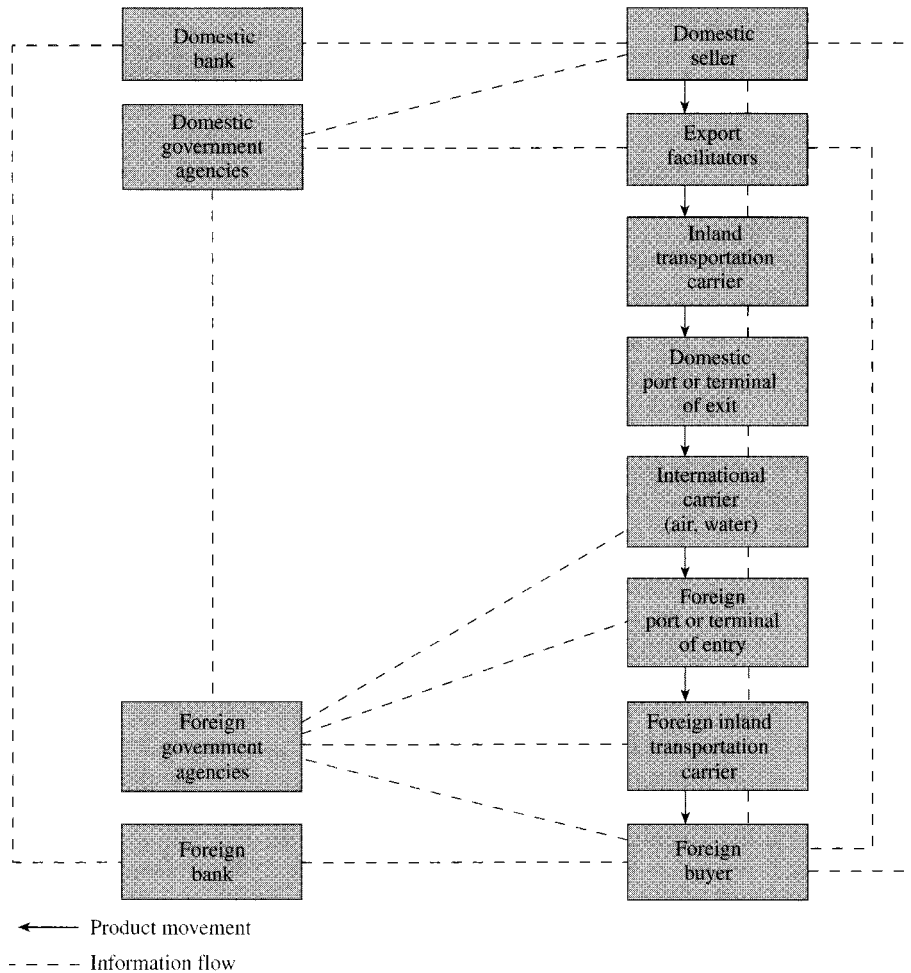 Domestic
bank
Domestic
seller
Domestic
government
agencies
Export
facilitators
Inland
transportation
carrier
Domestic
port or terminal
of exit
International
carrier
(air, water)
Foreign
port or terminal
of entry
Foreign
government
agencies
Foreign inland
transportation
carrier
Foreign
bank
Foreign
buyer
Product movement
Information flow